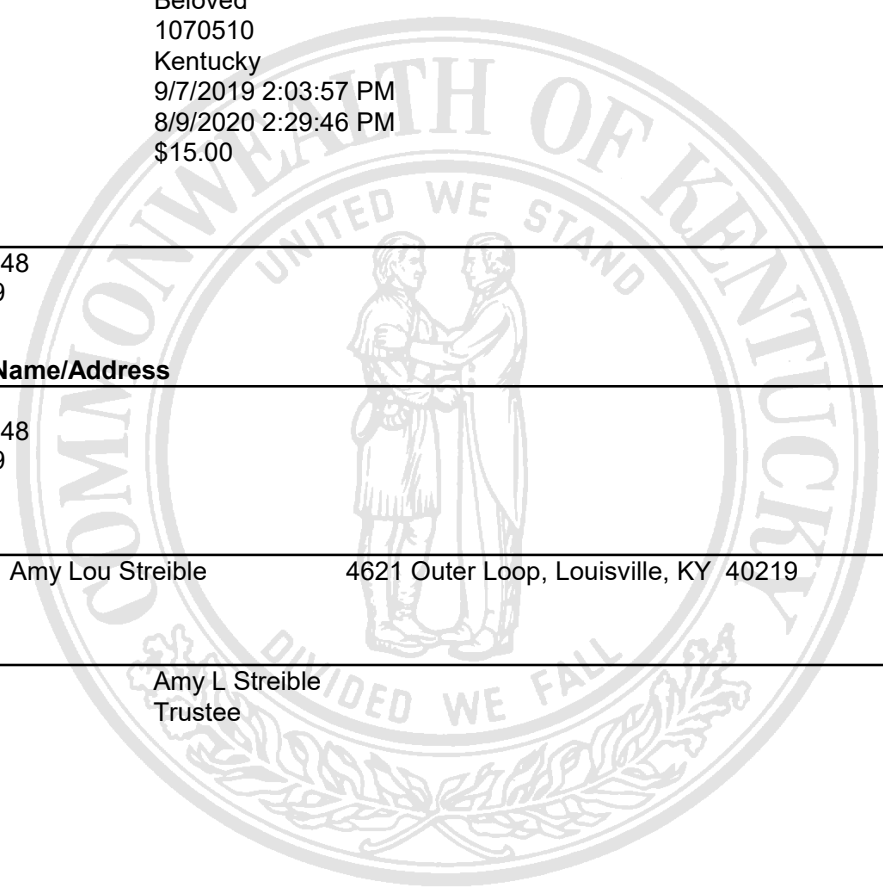 Beloved
1070510
Kentucky
9/7/2019 2:03:57 PM
8/9/2020 2:29:46 PM
$15.00
COMMONWEALTH OF KENTUCKY
UNITED WE STAND
48
9
Name/Address
48
9
Amy Lou Streible 4621 Outer Loop, Louisville, KY 40219
DIVIDED WE FALL
Amy L Streible
Trustee